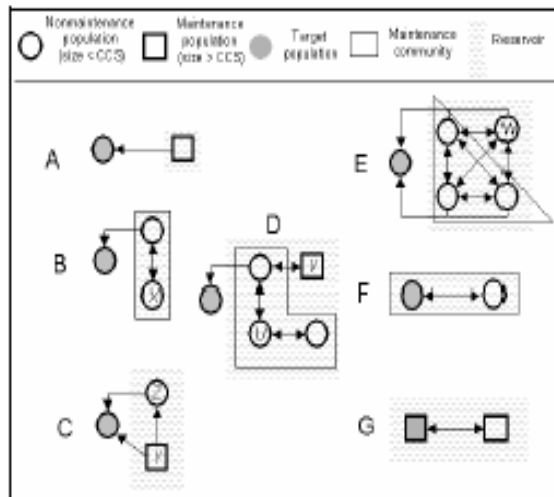 Nonmaintenance
population
(size < CCS)
Maintenance
population
(size > CCS)
Target
population
Maintenance
community
Reservoir
A
B
C
D
E
F
G
W
X
Y
U
Z
Y